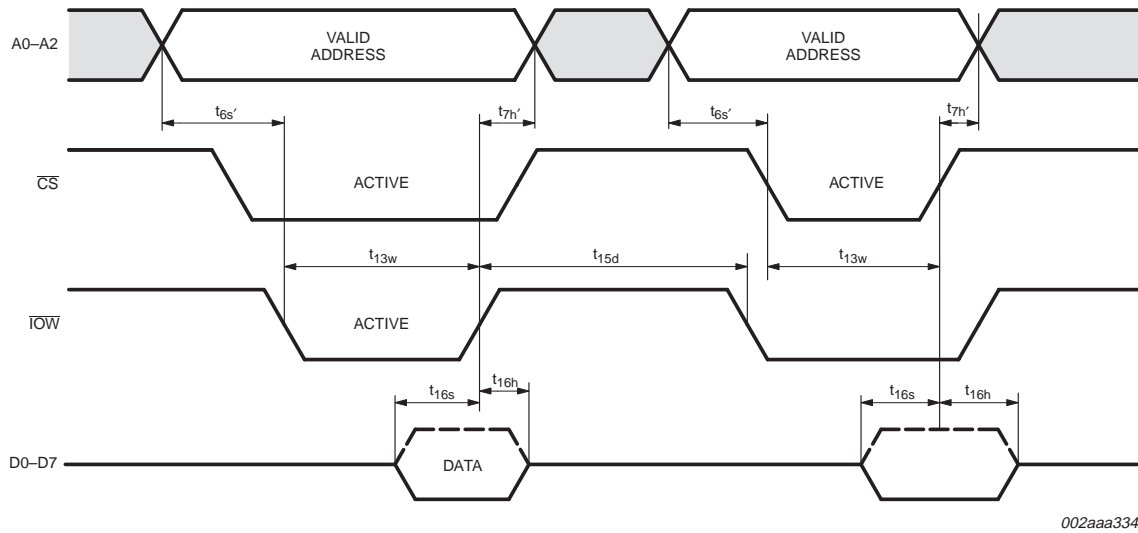 A0–A2
VALID
ADDRESS
VALID
ADDRESS
t6s′
t7h′
t6s′
t7h′
CS
ACTIVE
ACTIVE
t13w
t15d
t13w
IOW
ACTIVE
t16s
t16h
t16s
t16h
D0–D7
DATA
002aaa334